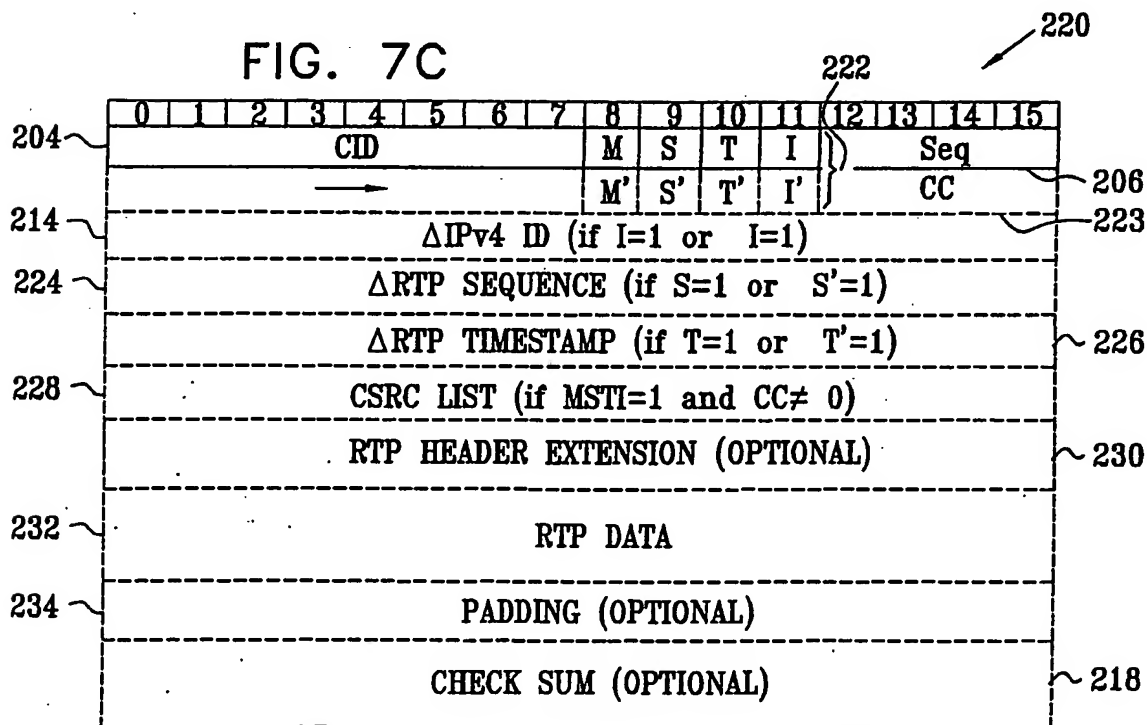 220
FIG. 7C
222
0 1 2 3 4 5 6 7 8 9 10 11 12 13 14 15
204 CID M S T I Seq
206
M' S' T' I' CC
223
214 ΔIPv4 ID (if I=1 or I=1)
224 ΔRTP SEQUENCE (if S=1 or S'=1)
ΔRTP TIMESTAMP (if T=1 or T'=1) 226
228 CSRC LIST (if MSTI=1 and CC≠ 0)
RTP HEADER EXTENSION (OPTIONAL) 230
232 RTP DATA
234 PADDING (OPTIONAL)
CHECK SUM (OPTIONAL) 218